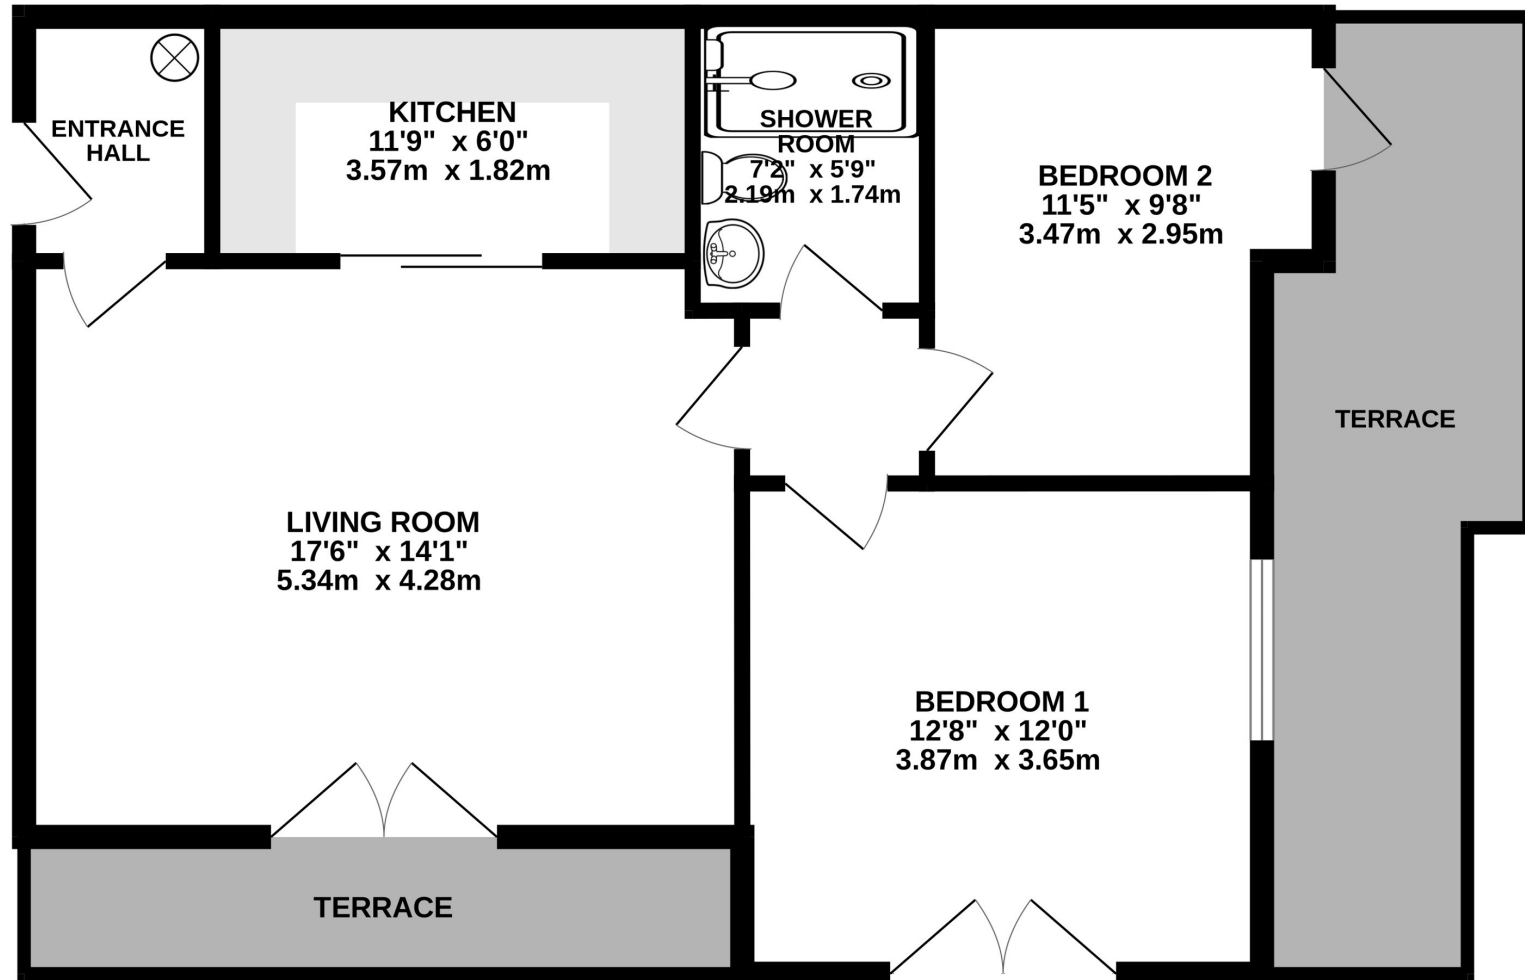 ENTRANCE
HALL
KITCHEN
11'9" x 6'0"
3.57m x 1.82m
SHOWER
ROOM
7'2" x 5'9"
2.19m x 1.74m
BEDROOM 2
11'5" x 9'8"
3.47m x 2.95m
TERRACE
LIVING ROOM
17'6" x 14'1"
5.34m x 4.28m
BEDROOM 1
12'8" x 12'0"
3.87m x 3.65m
TERRACE